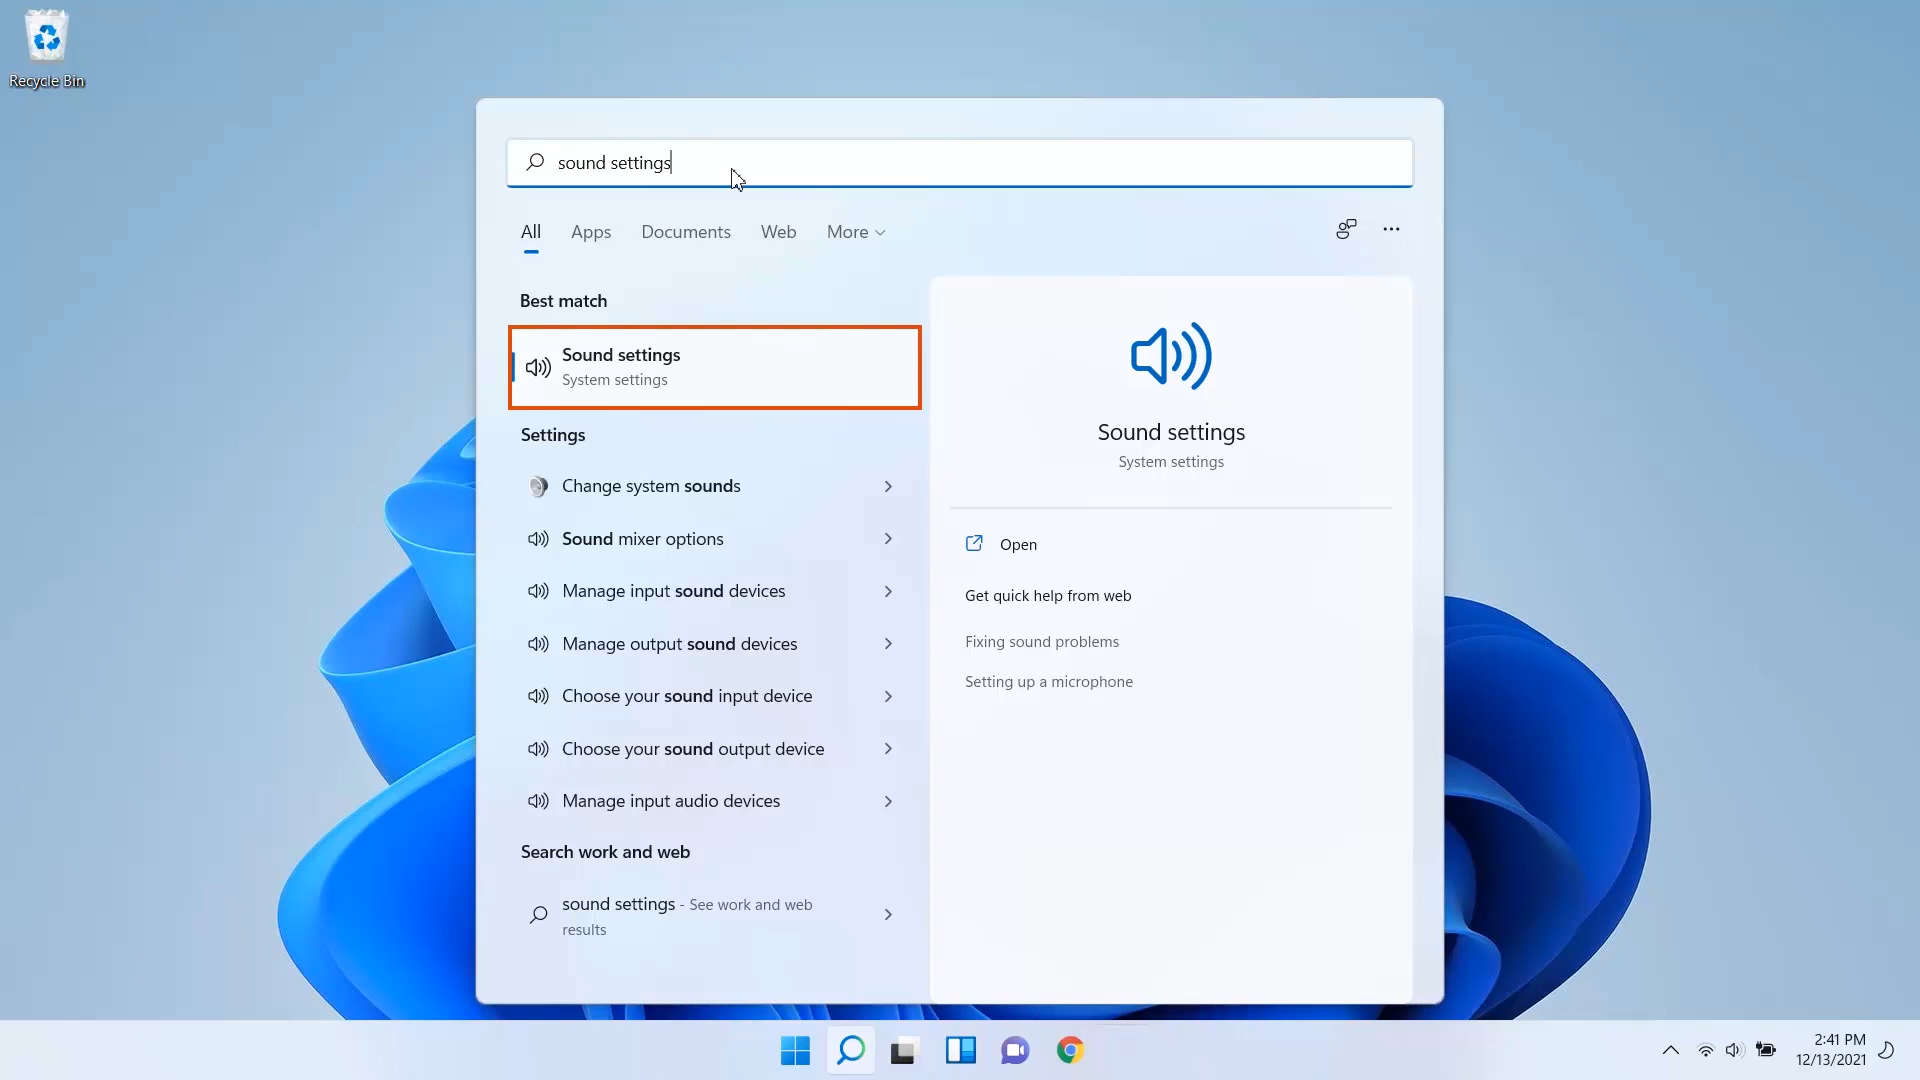 Recycle Bin
sound settings
All Apps Documents Web More
Best match
Sound settings
System settings
Settings
Change system sounds
Sound mixer options
Manage input sound devices
Manage output sound devices
Choose your sound input device
Choose your sound output device
Manage input audio devices
Search work and web
sound settings - See work and web
results
Sound settings
System settings
Open
Get quick help from web
Fixing sound problems
Setting up a microphone
2:41 PM
12/13/2021